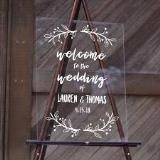 welcome
to the
wedding
of
LAUREN & THOMAS